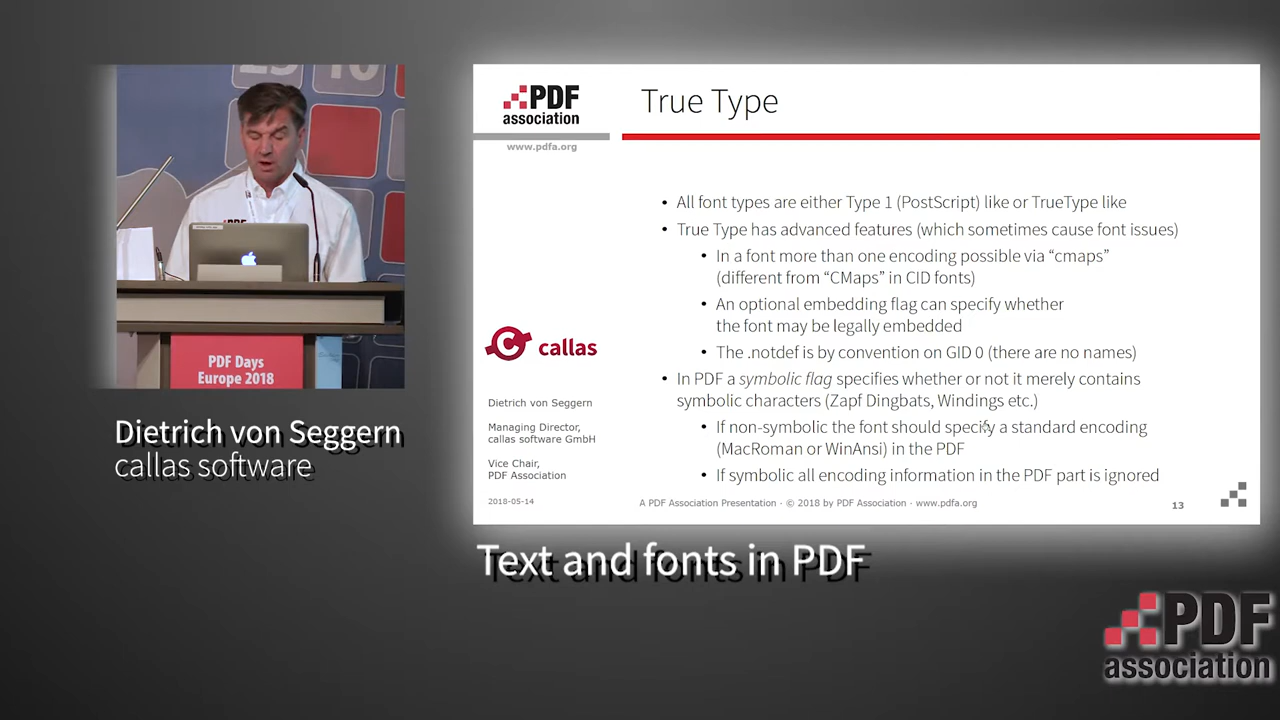 29 10
PDF
PDF Days
Europe 2018
Dietrich von Seggern
callas software
PDF
association
www.pdfa.org
True Type
• All font types are either Type 1 (PostScript) like or TrueType like
• True Type has advanced features (which sometimes cause font issues)
• In a font more than one encoding possible via “cmaps”
(different from “CMaps” in CID fonts)
• An optional embedding flag can specify whether
the font may be legally embedded
• The .notdef is by convention on GID 0 (there are no names)
• In PDF a symbolic flag specifies whether or not it merely contains
symbolic characters (Zapf Dingbats, Windings etc.)
• If non-symbolic the font should specify a standard encoding
(MacRoman or WinAnsi) in the PDF
• If symbolic all encoding information in the PDF part is ignored
callas
Dietrich von Seggern
Managing Director,
callas software GmbH
Vice Chair,
PDF Association
2018-05-14
A PDF Association Presentation · © 2018 by PDF Association · www.pdfa.org
13
Text and fonts in PDF
PDF
association